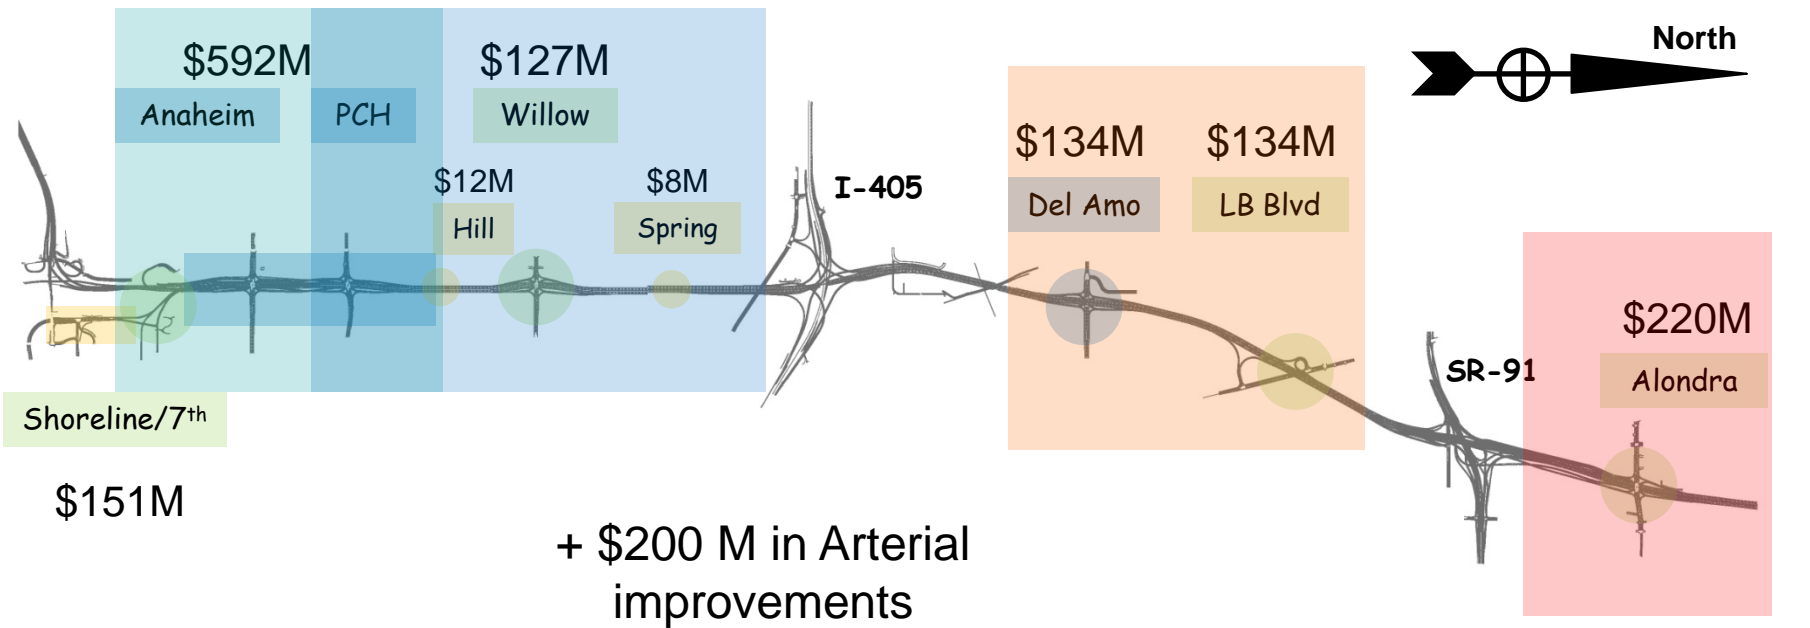 North
$592M
$127M
Anaheim
PCH
Willow
$134M
$134M
$12M
$8M
I-405
Del Amo
LB Blvd
Hill
Spring
$220M
SR-91
Alondra
Shoreline/7th
$151M
+ $200 M in Arterial
improvements